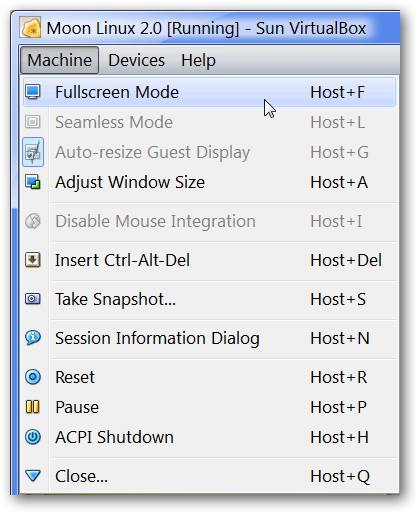 Moon Linux 2.0 [Running] - Sun VirtualBox
Machine Devices Help
Fullscreen Mode Host+F
Seamless Mode Host+L
Auto-resize Guest Display Host+G
Adjust Window Size Host+A
Disable Mouse Integration Host+I
Insert Ctrl-Alt-Del Host+Del
Take Snapshot... Host+S
Session Information Dialog Host+N
Reset Host+R
Pause Host+P
ACPI Shutdown Host+H
Close... Host+Q